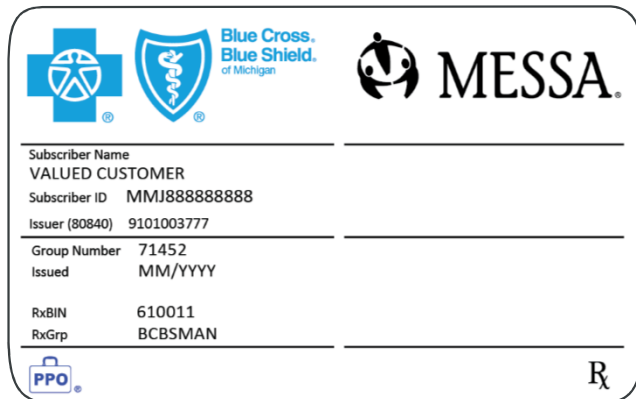 Blue Cross®
Blue Shield®
of Michigan
MESSA®
® ®
Subscriber Name
VALUED CUSTOMER
Subscriber ID MMJ888888888
Issuer (80840) 9101003777
Group Number 71452
Issued MM/YYYY
RxBIN 610011
RxGrp BCBSMAN
PPO® Rx